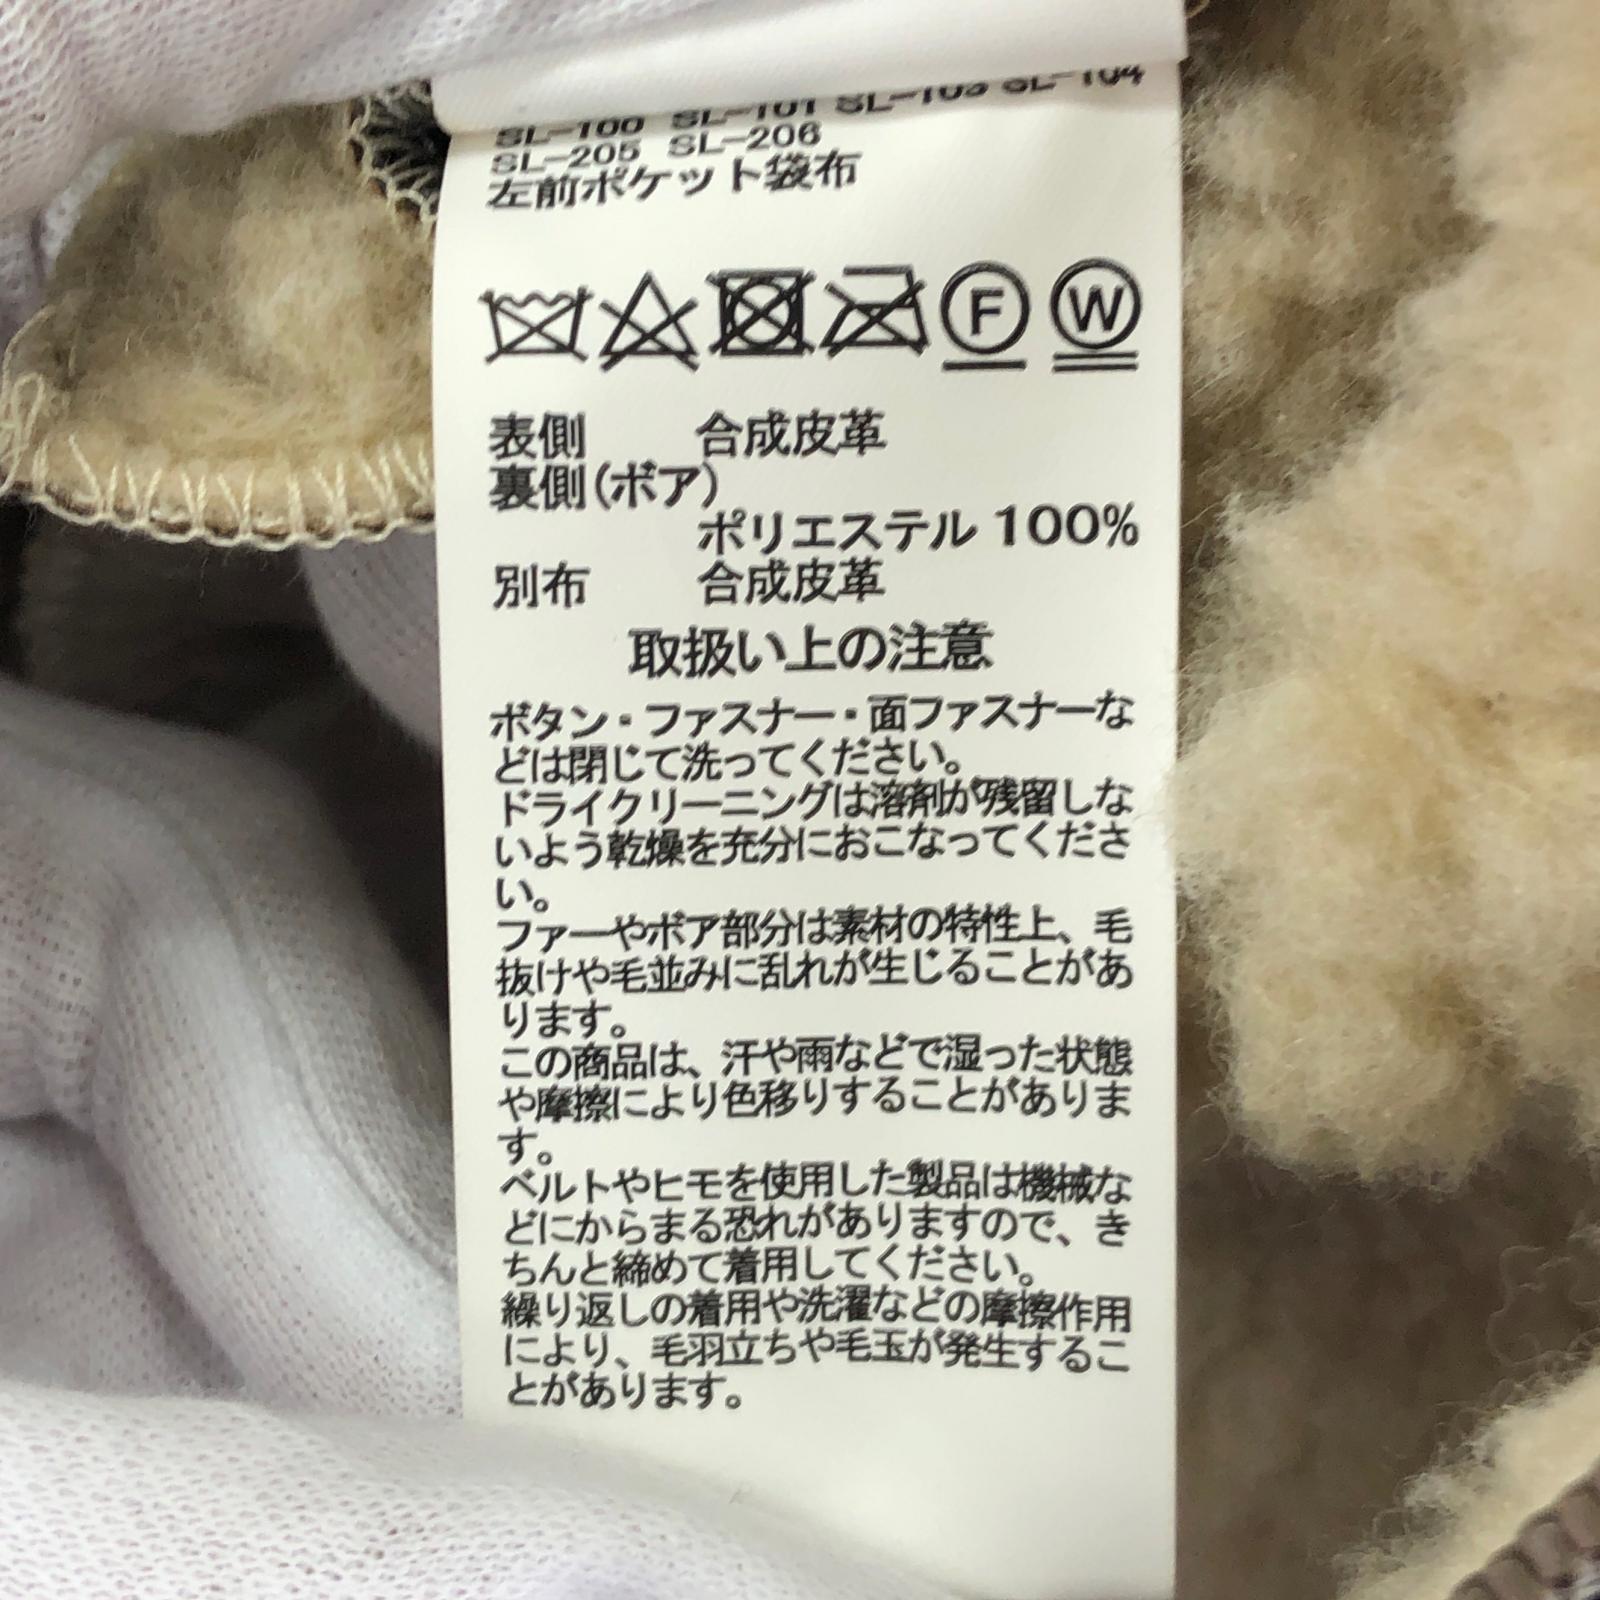 SL-100 SL-101 SL-103 SL-104
SL-205 SL-206
左前ポケット袋布
F W
表側 合成皮革
裏側(ボア)
ポリエステル 100%
別布 合成皮革
取扱い上の注意
ボタン・ファスナー・面ファスナーな
どは閉じて洗ってください。
ドライクリーニングは溶剤が残留しな
いよう乾燥を充分におこなってくださ
い。
ファーやボア部分は素材の特性上、毛
抜けや毛並みに乱れが生じることがあ
ります。
この商品は、汗や雨などで湿った状態
や摩擦により色移りすることがありま
す。
ベルトやヒモを使用した製品は機械な
どにからまる恐れがありますので、き
ちんと締めて着用してください。
繰り返しの着用や洗濯などの摩擦作用
により、毛羽立ちや毛玉が発生するこ
とがあります。